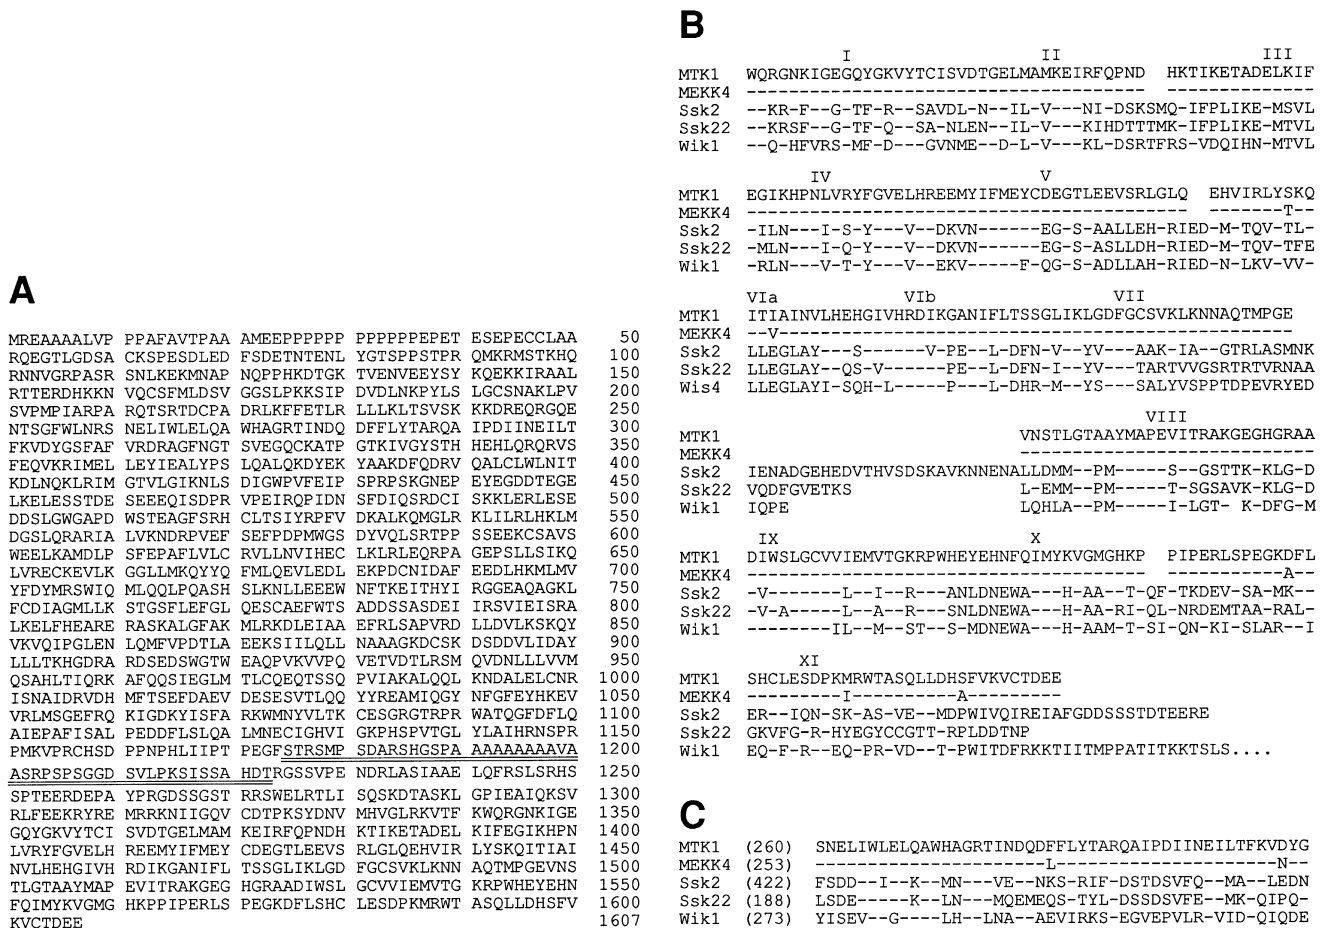 A
MREAAAALVP PPAFAVTPAA AMEEPPPPPP PPPPPPEPET ESEPECCLAA 50
RQEGTLGDSA CKSPESDLED FSDETNTENL YGTSPPSTPR QMKRMSTKHQ 100
RNNVGRPASR SNLKEKMNAP NQPPHKDTGK TVENVEEYSY KQEKKIRAAL 150
RTTERDHKKN VQCSFMLDSV GGSLPKKSIP DVDLNKPYLS LGCSNAKLPV 200
SVPMPIARPA RQTSRTDCPA DRLKFFETLR LLLKLTSVSK KKDREQRGQE 250
NTSGFWLNRS NELIWLELQA WHAGRTINDQ DFFLYTARQA IPDIINEILT 300
FKVDYGSFAF VRDRAGFNGT SVEGQCKATP GTKIVGYSTH HEHLQRQRVS 350
FEQVKRIMEL LEYIEALYPS LQALQKDYEK YAAKDFQDRV QALCLWLNIT 400
KDLNQKLRIM GTVLGIKNLS DIGWPVFEIP SPRPSKGNEP EYEGDDTEGE 450
LKELESSTDE SEEEQISDPR VPEIRQPIDN SFDIQSRDCI SKKLERLESE 500
DDSLGWGAPD WSTEAGFSRH CLTSIYRPFV DKALKQMGLR KLILRLHKLM 550
DGSLQRARIA LVKNDRPVEF SEFPDPMWGS DYVQLSRTPP SSEEKCSAVS 600
WEELKAMDLP SFEPAFLVLC RVLLNVIHEC LKLRLEQRPA GEPSLLSIKQ 650
LVRECKEVLK GGLLMKQYYQ FMLQEVLEDL EKPDCNIDAF EEDLHKMLMV 700
YFDYMRSWIQ MLQQLPQASH SLKNLLEEEW NFTKEITHYI RGGEAQAGKL 750
FCDIAGMLLK STGSFLEFGL QESCAEFWTS ADDSSASDEI IRSVIEISRA 800
LKELFHEARE RASKALGFAK MLRKDLEIAA EFRLSAPVRD LLDVLKSKQY 850
VKVQIPGLEN LQMFVPDTLA EEKSIILQLL NAAAGKDCSK DSDDVLIDAY 900
LLLTKHGDRA RDSEDSWGTW EAQPVKVVPQ VETVDTLRSM QVDNLLLVVM 950
QSAHLTIQRK AFQQSIEGLM TLCQEQTSSQ PVIAKALQQL KNDALELCNR 1000
ISNAIDRVDH MFTSEFDAEV DESESVTLQQ YYREAMIQGY NFGFEYHKEV 1050
VRLMSGEFRQ KIGDKYISFA RKWMNYVLTK CESGRGTRPR WATQGFDFLQ 1100
AIEPAFISAL PEDDFLSLQA LMNECIGHVI GKPHSPVTGL YLAIHRNSPR 1150
PMKVPRCHSD PPNPHLIIPT PEGFSTRSMP SDARSHGSPA AAAAAAAAVA 1200
ASRPSPSGGD SVLPKSISSA HDTRGSSVPE NDRLASIAAE LQFRSLSRHS 1250
SPTEERDEPA YPRGDSSGST RRSWELRTLI SQSKDTASKL GPIEAIQKSV 1300
RLFEEKRYRE MRRKNIIGQV CDTPKSYDNV MHVGLRKVTF KWQRGNKIGE 1350
GQYGKVYTCI SVDTGELMAM KEIRFQPNDH KTIKETADEL KIFEGIKHPN 1400
LVRYFGVELH REEMYIFMEY CDEGTLEEVS RLGLQEHVIR LYSKQITIAI 1450
NVLHEHGIVH RDIKGANIFL TSSGLIKLGD FGCSVKLKNN AQTMPGEVNS 1500
TLGTAAYMAP EVITRAKGEG HGRAADIWSL GCVVIEMVTG KRPWHEYEHN 1550
FQIMYKVGMG HKPPIPERLS PEGKDFLSHC LESDPKMRWT ASQLLDHSFV 1600
KVCTDEE 1607
B
I II III
MTK1 WQRGNKIGEGQYGKVYTCISVDTGELMAMKEIRFQPND HKTIKETADELKIF
MEKK4 -------------------------------------- --------------
Ssk2 --KR-F--G-TF-R--SAVDL-N--IL-V---NI-DSKSMQ-IFPLIKE-MSVL
Ssk22 --KRSF--G-TF-Q--SA-NLEN--IL-V---KIHDTTTMK-IFPLIKE-MTVL
Wik1 --Q-HFVRS-MF-D---GVNME--D-L-V---KL-DSRTFRS-VDQIHN-MTVL
IV V
MTK1 EGIKHPNLVRYFGVELHREEMYIFMEYCDEGTLEEVSRLGLQ EHVIRLYSKQ
MEKK4 ------------------------------------------ -------T--
Ssk2 -ILN---I-S-Y---V--DKVN------EG-S-AALLEH-RIED-M-TQV-TL-
Ssk22 -MLN---I-Q-Y---V--DKVN------EG-S-ASLLDH-RIED-M-TQV-TFE
Wik1 -RLN---V-T-Y---V--EKV-----F-QG-S-ADLLAH-RIED-N-LKV-VV-
VIa VIb VII
MTK1 ITIAINVLHEHGIVHRDIKGANIFLTSSGLIKLGDFGCSVKLKNNAQTMPGE
MEKK4 --V-------------------------------------------------
Ssk2 LLEGLAY---S------V-PE--L-DFN-V--YV---AAK-IA--GTRLASMNK
Ssk22 LLEGLAY---QS-V------P---L-DFN-I--YV---TARTVVGSRTRTVRNAA
Wis4 LLEGLAYI-SQH-L------P---L-DHR-M--YS---SALYVSPPTDPEVRYED
VIII
MTK1 VNSTLGTAAYMAPEVITRAKGEGHGRAA
MEKK4 ----------------------------
Ssk2 IENADGEHEDVTHVSDSKAVKNNENALLDMM--PM----S--GSTTK-KLG-D
Ssk22 VQDFGVETKS L-EMM--PM----T-SGSAVK-KLG-D
Wik1 IQPE LQHLA--PM----I-LGT- K-DFG-M
IX X
MTK1 DIWSLGCVVIEMVTGKRPWHEYEHNFQIMYKVGMGHKP PIPERLSPEGKDFL
MEKK4 -------------------------------------- -----------A--
Ssk2 -V-------L--I--R---ANLDNEWA---H-AA--T-QF-TKDEV-SA-MK--
Ssk22 -V-A-----L--A--R---SNLDNEWA---H-AA-RI-QL-NRDEMTAA-RAL-
Wik1 --------IL--M--ST--S-MDNEWA---H-AAM-T-SI-QN-KI-SLAR--I
XI
MTK1 SHCLESDPKMRWTASQLLDHSFVKVCTDEE
MEKK4 ---------I----------A---------
Ssk2 ER--IQN-SK-AS-VE--MDPWIVQIREIAFGDDSSSTDTEERE
Ssk22 GKVFG-R-HYEGYCCGTT-RPLDDTNP
Wik1 EQ-F-R--EQ-PR-VD--T-PWITDFRKKTIITMPPATITKKTSLS....
C
MTK1 (260) SNELIWLELQAWHAGRTINDQDFFLYTARQAIPDIINEILTFKVDYG
MEKK4 (253) ----------------------L---------------------N--
Ssk2 (422) FSDD--I--K--MN---VE--NKS-RIF-DSTDSVFQ--MA--LEDN
Ssk22 (188) LSDE-----K--LN---MQEMEQS-TYL-DSSDSVFE--MK-QIPQ-
Wik1 (273) YISEV--G----LH--LNA--AEVIRKS-EGVEPVLR-VID-QIQDE